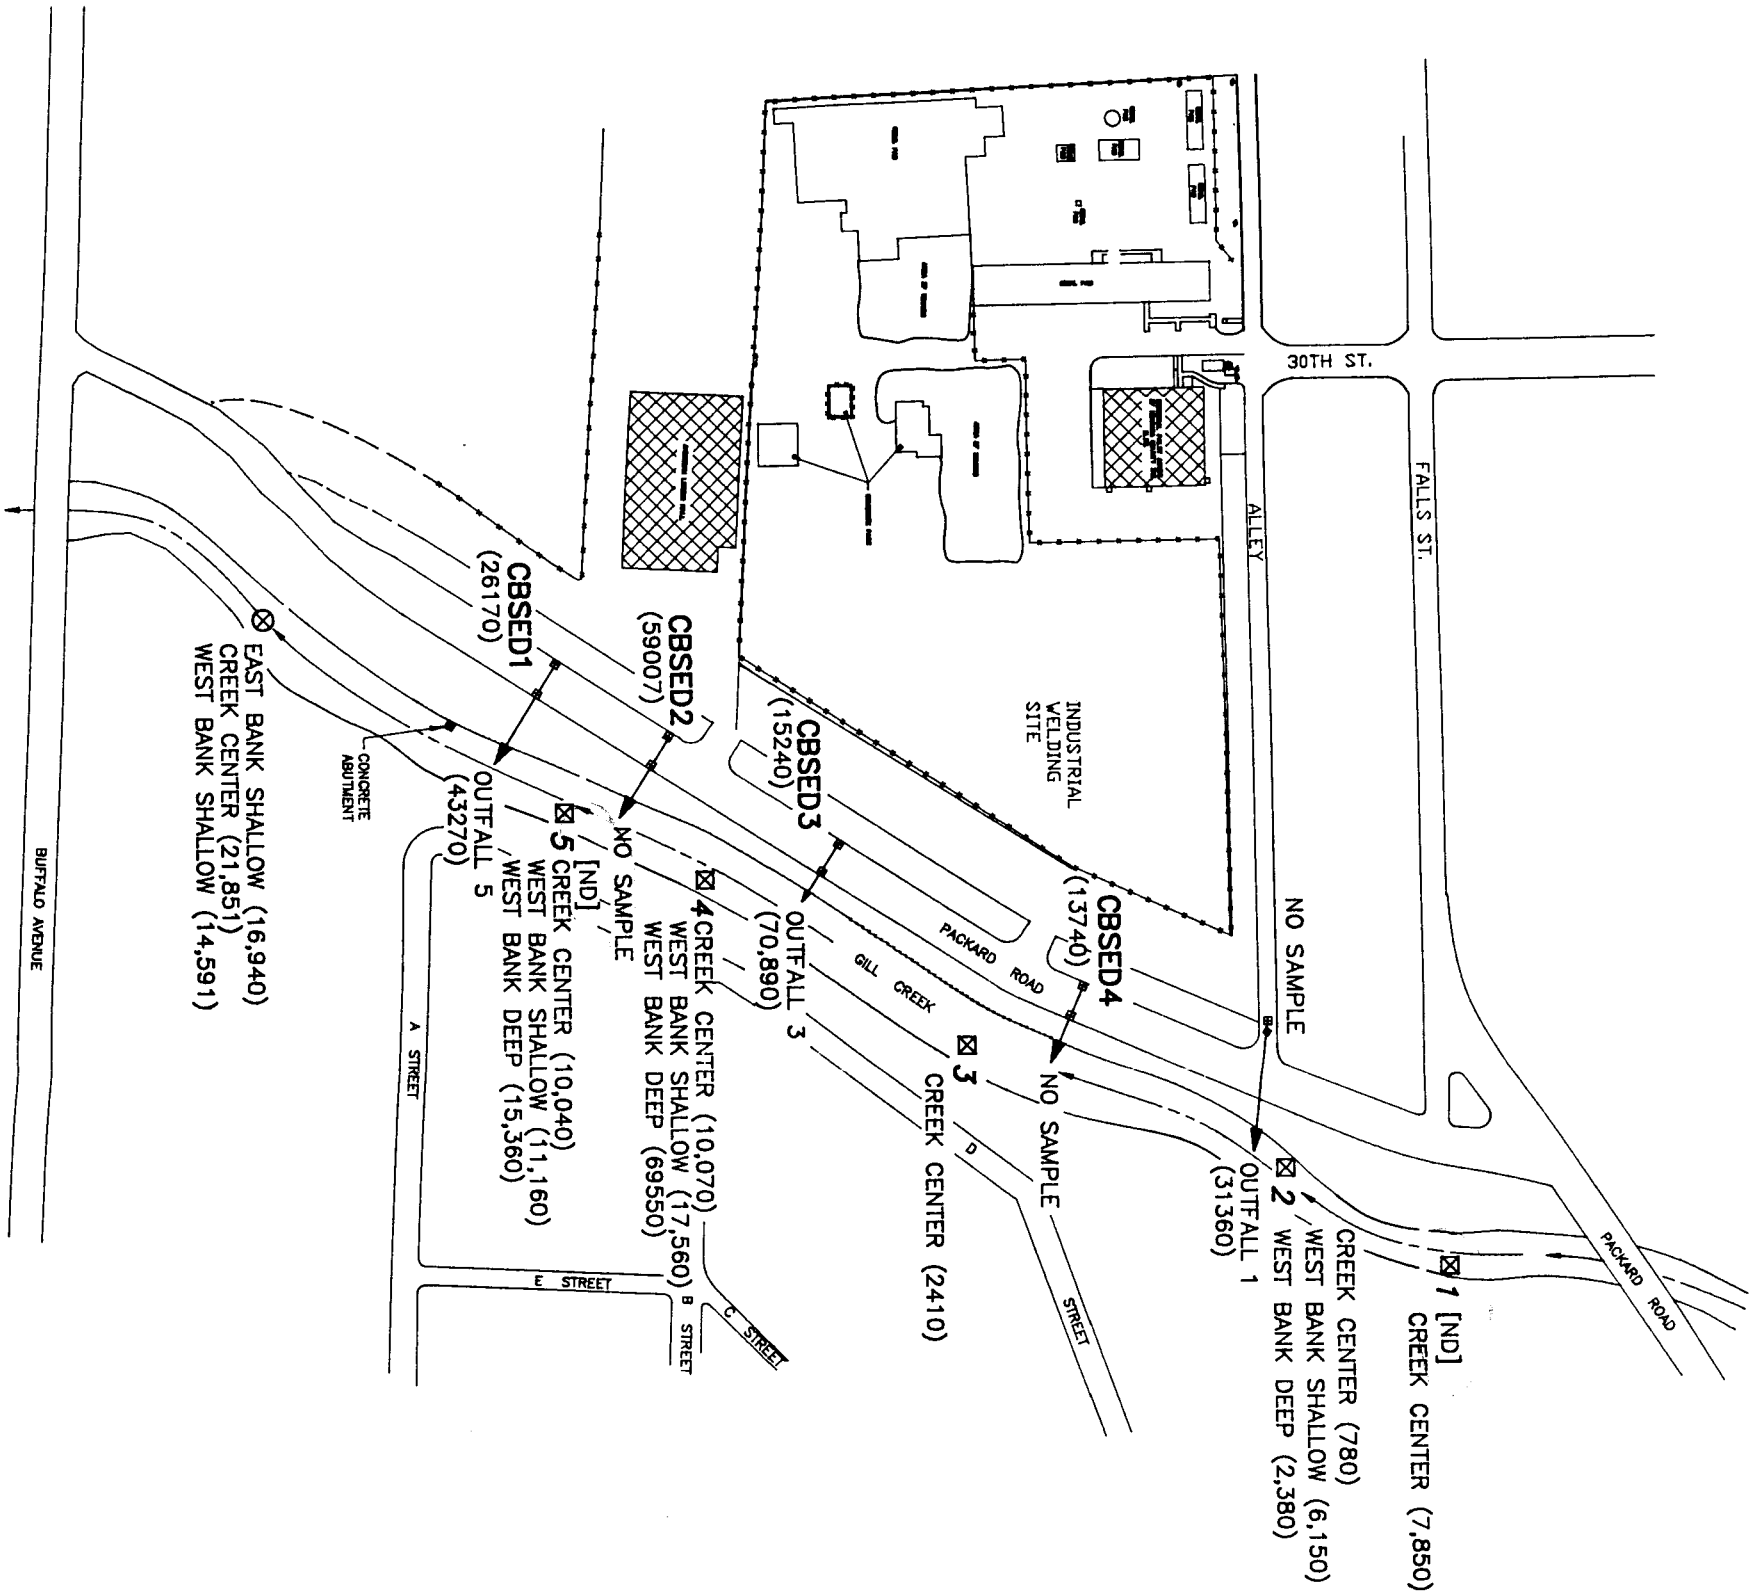 30TH ST.
FALLS ST.
ALLEY
INDUSTRIAL
WELDING
SITE
NO SAMPLE
CBSED4
(13740)
CBSED3
(15240)
CBSED2
(59007)
CBSED1
(26170)
PACKARD ROAD
GILL CREEK
PACKARD ROAD
1 [ND]
CREEK CENTER (7,850)
2
CREEK CENTER (780)
WEST BANK SHALLOW (6,150)
WEST BANK DEEP (2,380)
OUTFALL 1
(31360)
NO SAMPLE
3
CREEK CENTER (2410)
D STREET
OUTFALL 3
(70,890)
4 CREEK CENTER (10,070)
WEST BANK SHALLOW (17,560)
WEST BANK DEEP (69550)
NO SAMPLE
[ND]
5 CREEK CENTER (10,040)
WEST BANK SHALLOW (11,160)
WEST BANK DEEP (15,360)
OUTFALL 5
(43270)
CONCRETE
ABUTMENT
EAST BANK SHALLOW (16,940)
CREEK CENTER (21,851)
WEST BANK SHALLOW (14,591)
A STREET
E STREET
B STREET
C STREET
BUFFALO AVENUE